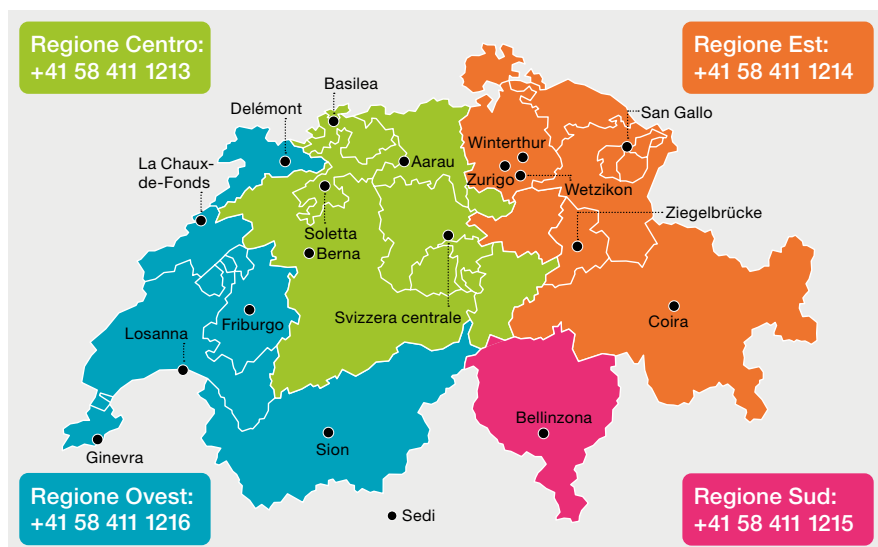 Regione Centro:
+41 58 411 1213
Regione Est:
+41 58 411 1214
Basilea
Delémont
San Gallo
Winterthur
La Chaux-
de-Fonds
Aarau
Zurigo
Wetzikon
Ziegelbrücke
Soletta
Berna
Svizzera centrale
Losanna
Friburgo
Coira
Bellinzona
Sion
Ginevra
Regione Ovest:
+41 58 411 1216
Sedi
Regione Sud:
+41 58 411 1215